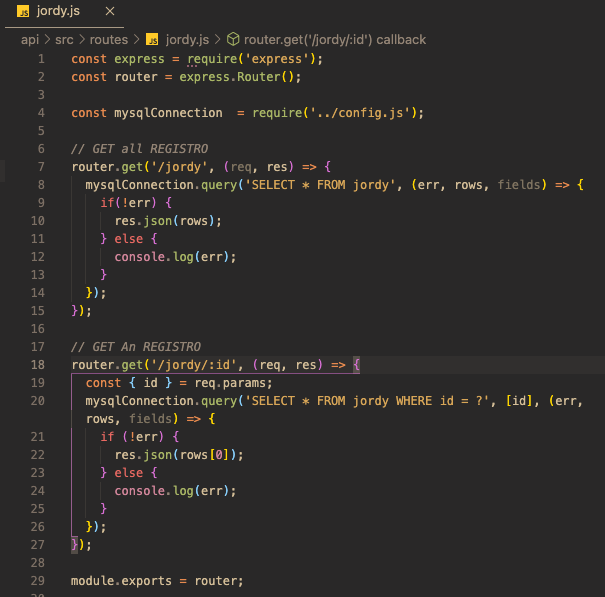 JS jordy.js ×
api > src > routes > JS jordy.js > router.get('/jordy/:id') callback
1 const express = require('express');
2 const router = express.Router();
3
4 const mysqlConnection  = require('../config.js');
5
6 // GET all REGISTRO
7 router.get('/jordy', (req, res) => {
8   mysqlConnection.query('SELECT * FROM jordy', (err, rows, fields) => {
9     if(!err) {
10       res.json(rows);
11     } else {
12       console.log(err);
13     }
14   });
15 });
16
17 // GET An REGISTRO
18 router.get('/jordy/:id', (req, res) => {
19   const { id } = req.params;
20   mysqlConnection.query('SELECT * FROM jordy WHERE id = ?', [id], (err,
  rows, fields) => {
21     if (!err) {
22       res.json(rows[0]);
23     } else {
24       console.log(err);
25     }
26   });
27 });
28
29 module.exports = router;